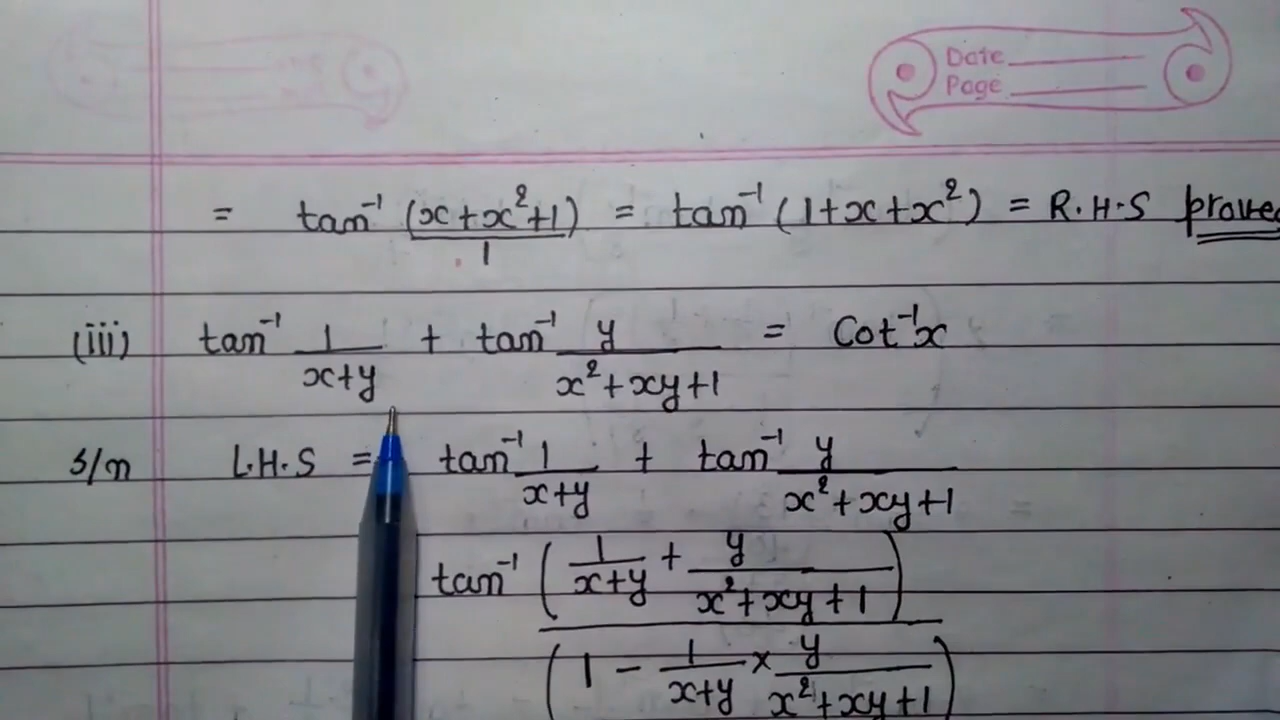 Date
Page
= tan⁻¹ (x+x²+1)/1 = tan⁻¹ (1+x+x²) = R.H.S prove
(iii) tan⁻¹ 1/(x+y) + tan⁻¹ y/(x²+xy+1) = Cot⁻¹x
s/n L.H.S = tan⁻¹ 1/(x+y) + tan⁻¹ y/(x²+xy+1)
tan⁻¹ (1/(x+y) + y/(x²+xy+1))
(1 - 1/(x+y) × y/(x²+xy+1))